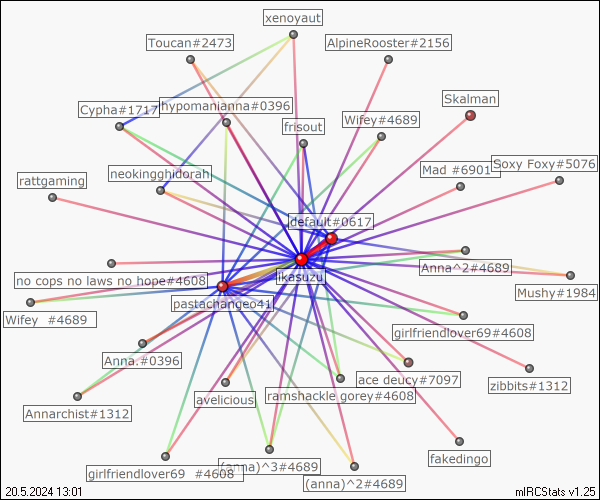 xenoyaut
Toucan#2473
AlpineRooster#2156
Skalman
Cypha#1717
hypomanianna#0396
frisout
Wifey#4689
neokingghidorah
Mad #6901
Soxy Foxy#5076
rattgaming
default#0617
Anna^2#4689
no cops no laws no hope#4608
ikasuzu
Mushy#1984
pastachangeo41
Wifey #4689
girlfriendlover69#4608
Anna.#0396
ace deucy#7097
zibbits#1312
avelicious
ramshackle gorey#4608
Annarchist#1312
fakedingo
girlfriendlover69 #4608
(anna)^3#4689
(anna)^2#4689
20.5.2024 13:01
mIRCStats v1.25